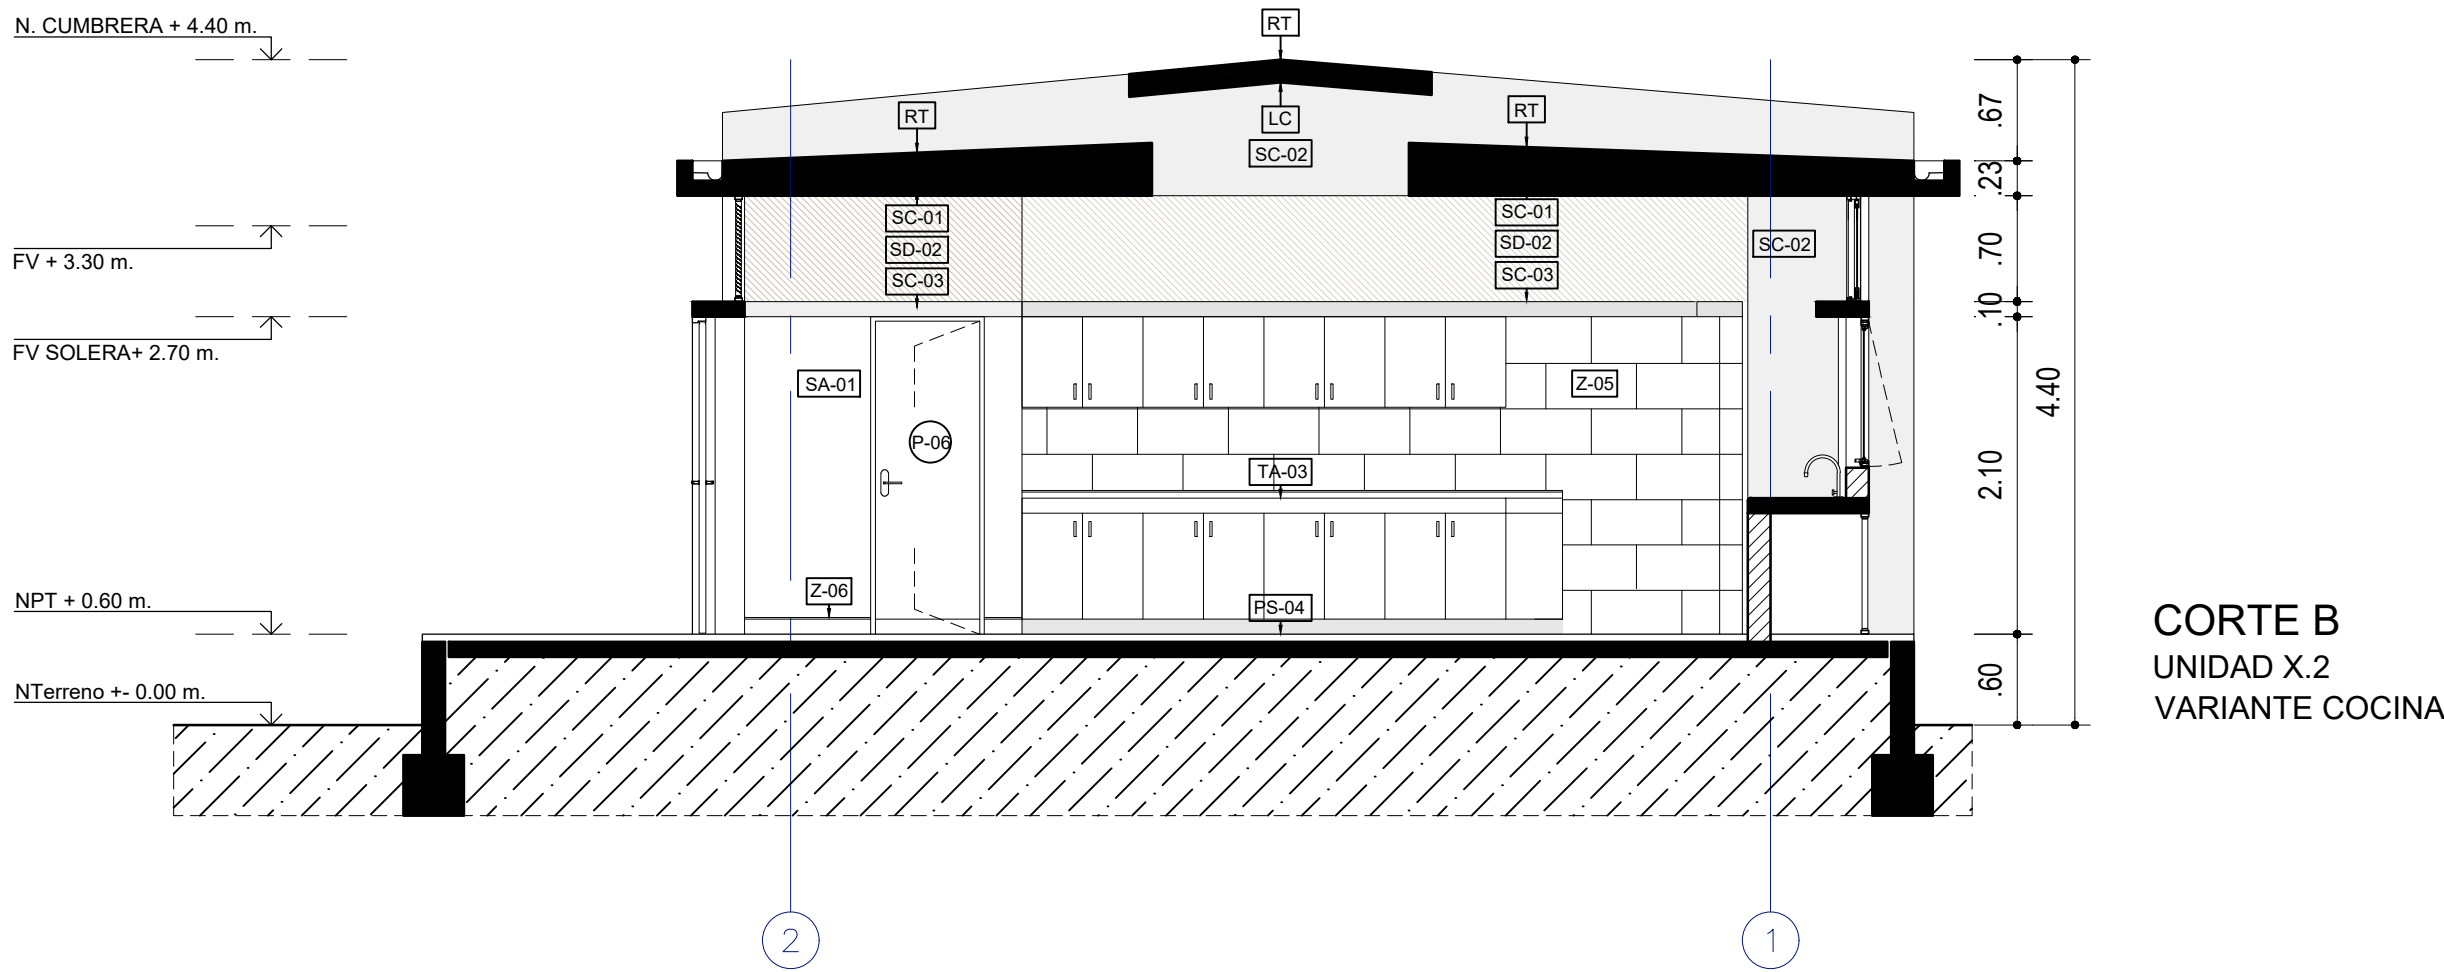 N. CUMBRERA + 4.40 m.
RT
RT
LC
RT
SC-02
.67
.23
SC-01
SD-02
SC-03
SC-01
SD-02
SC-03
SC-02
.70
FV + 3.30 m.
.10
FV SOLERA+ 2.70 m.
SA-01
Z-05
4.40
P-06
TA-03
2.10
Z-06
PS-04
NPT + 0.60 m.
NTerreno +- 0.00 m.
.60
CORTE B
UNIDAD X.2
VARIANTE COCINA
2
1